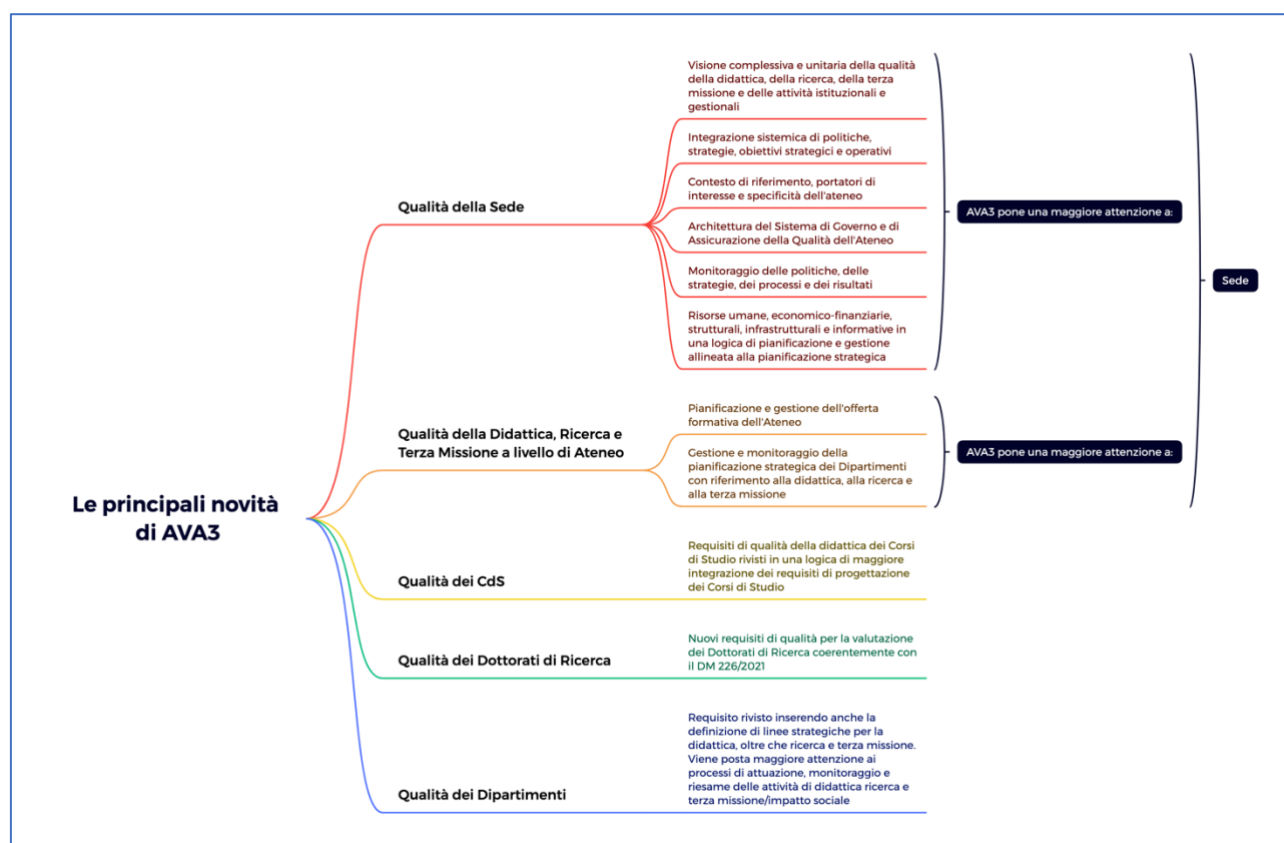 Le principali novità
di AVA3
Qualità della Sede
Visione complessiva e unitaria della qualità
della didattica, della ricerca, della terza
missione e delle attività istituzionali e
gestionali
Integrazione sistemica di politiche,
strategie, obiettivi strategici e operativi
Contesto di riferimento, portatori di
interesse e specificità dell'ateneo
Architettura del Sistema di Governo e di
Assicurazione della Qualità dell'Ateneo
Monitoraggio delle politiche, delle
strategie, dei processi e dei risultati
Risorse umane, economico-finanziarie,
strutturali, infrastrutturali e informative in
una logica di pianificazione e gestione
allineata alla pianificazione strategica
AVA3 pone una maggiore attenzione a:
Qualità della Didattica, Ricerca e
Terza Missione a livello di Ateneo
Pianificazione e gestione dell'offerta
formativa dell'Ateneo
Gestione e monitoraggio della
pianificazione strategica dei Dipartimenti
con riferimento alla didattica, alla ricerca e
alla terza missione
AVA3 pone una maggiore attenzione a:
Sede
Qualità dei CdS
Requisiti di qualità della didattica dei Corsi
di Studio rivisti in una logica di maggiore
integrazione dei requisiti di progettazione
dei Corsi di Studio
Qualità dei Dottorati di Ricerca
Nuovi requisiti di qualità per la valutazione
dei Dottorati di Ricerca coerentemente con
il DM 226/2021
Qualità dei Dipartimenti
Requisito rivisto inserendo anche la
definizione di linee strategiche per la
didattica, oltre che ricerca e terza missione.
Viene posta maggiore attenzione ai
processi di attuazione, monitoraggio e
riesame delle attività di didattica ricerca e
terza missione/impatto sociale